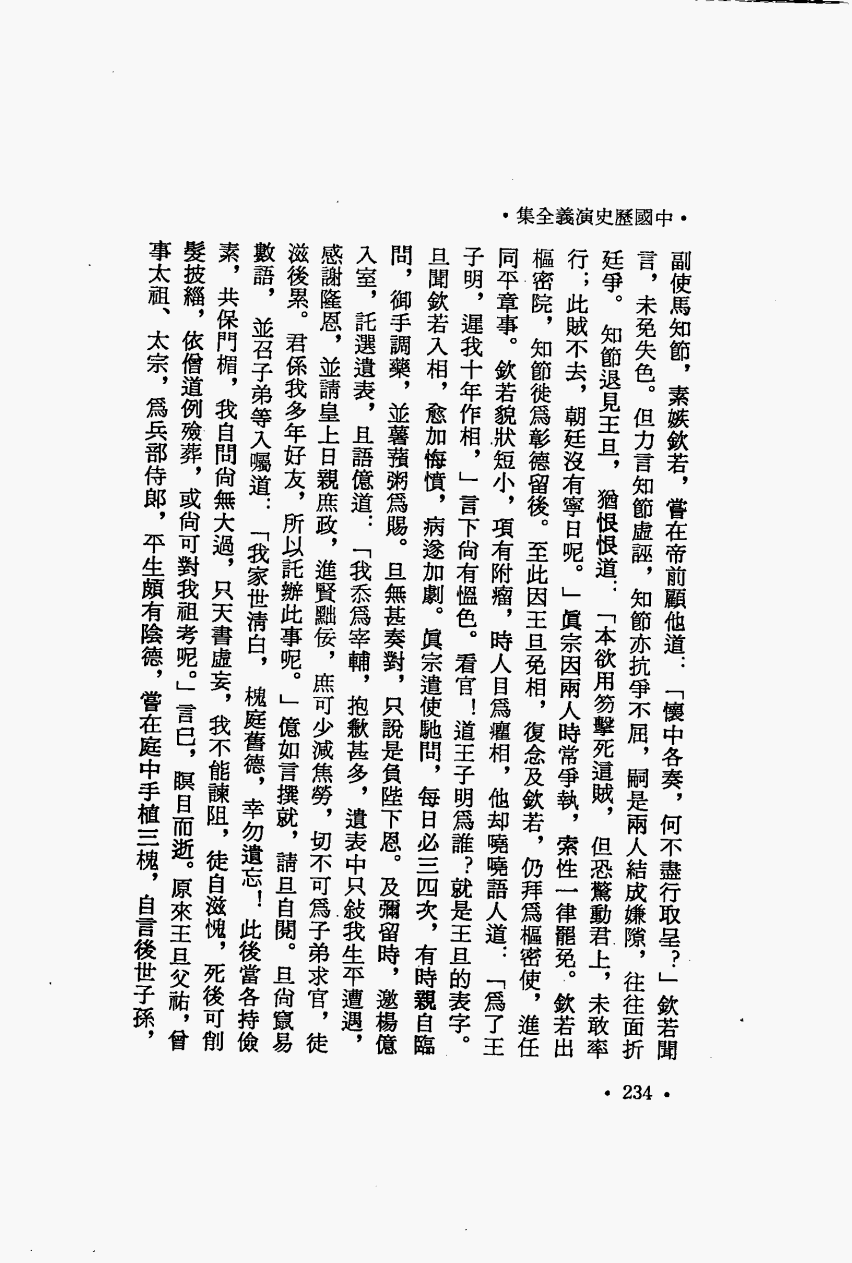 •中國歷史演義全集•
副使馬知節，素嫉欽若，嘗在帝前顧他道：「懷中各奏，何不盡行取呈？」欽若聞
言，未免失色。但力言知節虛誣，知節亦抗爭不屈，嗣是兩人結成嫌隙，往往面折
廷爭。知節退見王旦，猶恨恨道：「本欲用笏擊死這賊，但恐驚動君上，未敢率
行；此賊不去，朝廷沒有寧日呢。」眞宗因兩人時常爭執，索性一律罷免。欽若出
樞密院，知節徙爲彰德留後。至此因王旦免相，復念及欽若，仍拜爲樞密使，進任
同平章事。欽若貌狀短小，項有附瘤，時人目爲癭相，他却嘵嘵語人道：「爲了王
子明，遲我十年作相，」言下尙有慍色。看官！道王子明爲誰？就是王旦的表字。
旦聞欽若入相，愈加悔憤，病遂加劇。眞宗遣使馳問，每日必三四次，有時親自臨
問，御手調藥，並薯蕷粥爲賜。旦無甚奏對，只說是負陛下恩。及彌留時，邀楊億
入室，託選遺表，且語億道：「我忝爲宰輔，抱歉甚多，遺表中只敍我生平遭遇，
感謝隆恩，並請皇上日親庶政，進賢黜佞，庶可少減焦勞，切不可爲子弟求官，徒
滋後累。君係我多年好友，所以託辦此事呢。」億如言撰就，請旦自閱。旦尙竄易
數語，並召子弟等入囑道：「我家世淸白，槐庭舊德，幸勿遺忘！此後當各持儉
素，共保門楣，我自問尙無大過，只天書虛妄，我不能諫阻，徒自滋愧，死後可削
髮披緇，依僧道例殮葬，或尙可對我祖考呢。」言已，瞑目而逝。原來王旦父祐，曾
事太祖、太宗，爲兵部侍郎，平生頗有陰德，嘗在庭中手植三槐，自言後世子孫，
•234•